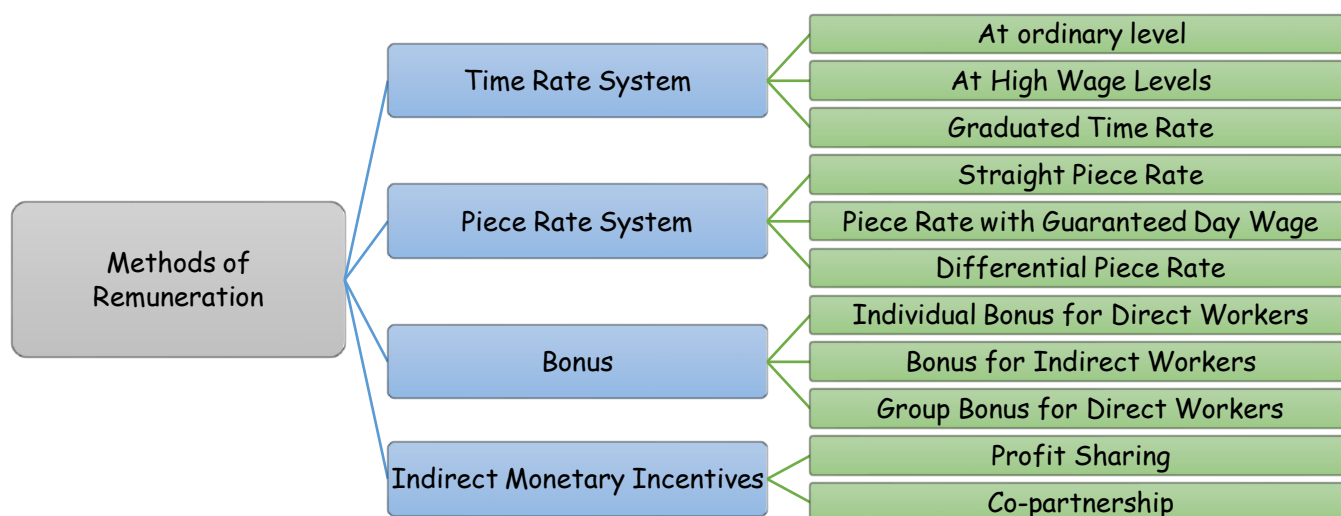 Methods of
Remuneration
Time Rate System
At ordinary level
At High Wage Levels
Graduated Time Rate
Piece Rate System
Straight Piece Rate
Piece Rate with Guaranteed Day Wage
Differential Piece Rate
Bonus
Individual Bonus for Direct Workers
Bonus for Indirect Workers
Group Bonus for Direct Workers
Indirect Monetary Incentives
Profit Sharing
Co-partnership